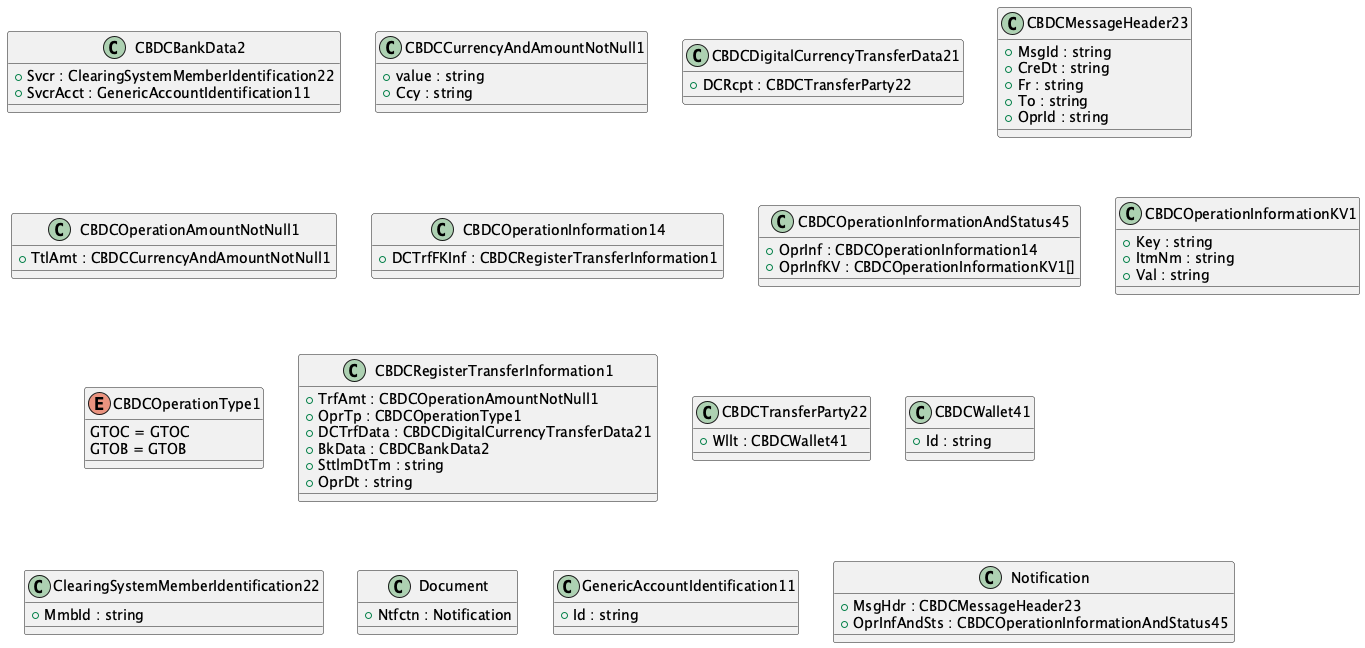 C CBDCBankData2
Svcr : ClearingSystemMemberIdentification22
SvcrAcct : GenericAccountIdentification11
C CBDCCurrencyAndAmountNotNull1
value : string
Ccy : string
C CBDCDigitalCurrencyTransferData21
DCRcpt : CBDCTransferParty22
C CBDCMessageHeader23
MsgId : string
CreDt : string
Fr : string
To : string
OprId : string
C CBDCOperationAmountNotNull1
TtlAmt : CBDCCurrencyAndAmountNotNull1
C CBDCOperationInformation14
DCTrfFKInf : CBDCRegisterTransferInformation1
C CBDCOperationInformationAndStatus45
OprInf : CBDCOperationInformation14
OprInfKV : CBDCOperationInformationKV1[]
C CBDCOperationInformationKV1
Key : string
ItmNm : string
Val : string
E CBDCOperationType1
GTOC = GTOC
GTOB = GTOB
C CBDCRegisterTransferInformation1
TrfAmt : CBDCOperationAmountNotNull1
OprTp : CBDCOperationType1
DCTrfData : CBDCDigitalCurrencyTransferData21
BkData : CBDCBankData2
SttlmDtTm : string
OprDt : string
C CBDCTransferParty22
Wllt : CBDCWallet41
C CBDCWallet41
Id : string
C ClearingSystemMemberIdentification22
MmbId : string
C Document
Ntfctn : Notification
C GenericAccountIdentification11
Id : string
C Notification
MsgHdr : CBDCMessageHeader23
OprInfAndSts : CBDCOperationInformationAndStatus45